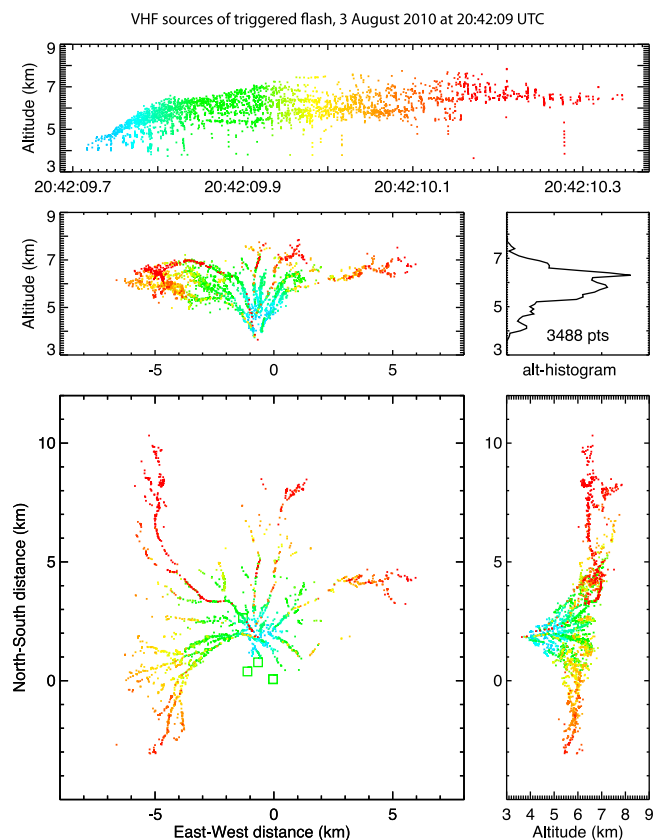 VHF sources of triggered flash, 3 August 2010 at 20:42:09 UTC
Altitude (km)
9
7
5
3
20:42:09.7
20:42:09.9
20:42:10.1
20:42:10.3
Altitude (km)
9
7
5
3
-5
0
5
7
5
3
3488 pts
alt-histogram
North-South distance (km)
10
5
0
-5
0
5
East-West distance (km)
3 4 5 6 7 8 9
Altitude (km)